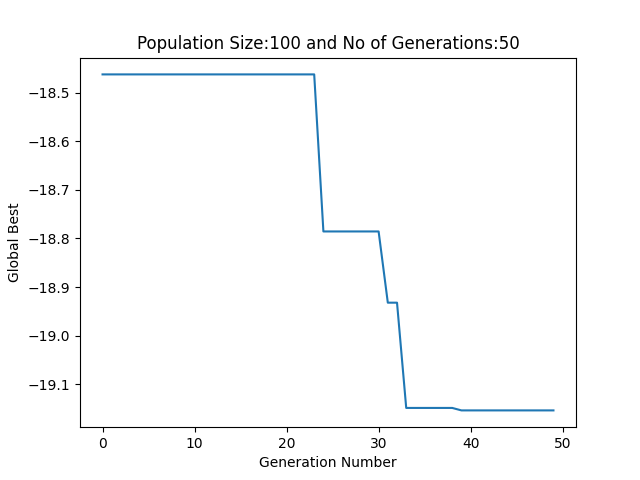 Population Size:100 and No of Generations:50
−18.5
−18.6
−18.7
−18.8
−18.9
−19.0
−19.1
Global Best
0 10 20 30 40 50
Generation Number